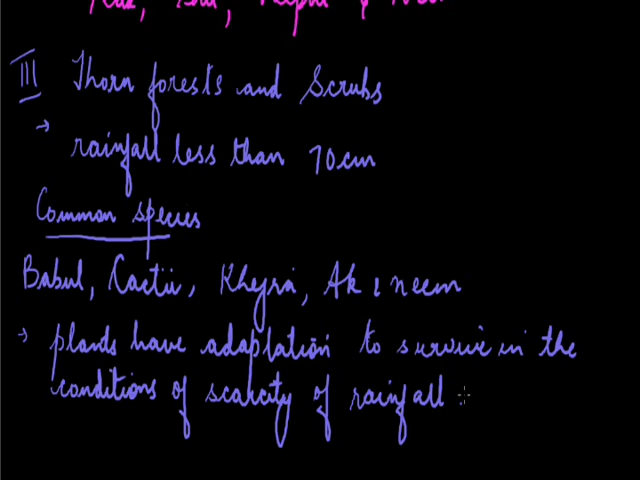 III Thorn forests and Scrubs
→ rainfall less than 70cm
Common species
Babul, Cactii, Khejra, Ak & neem
→ plants have adaptation to survive in the
conditions of scarcity of rainfall